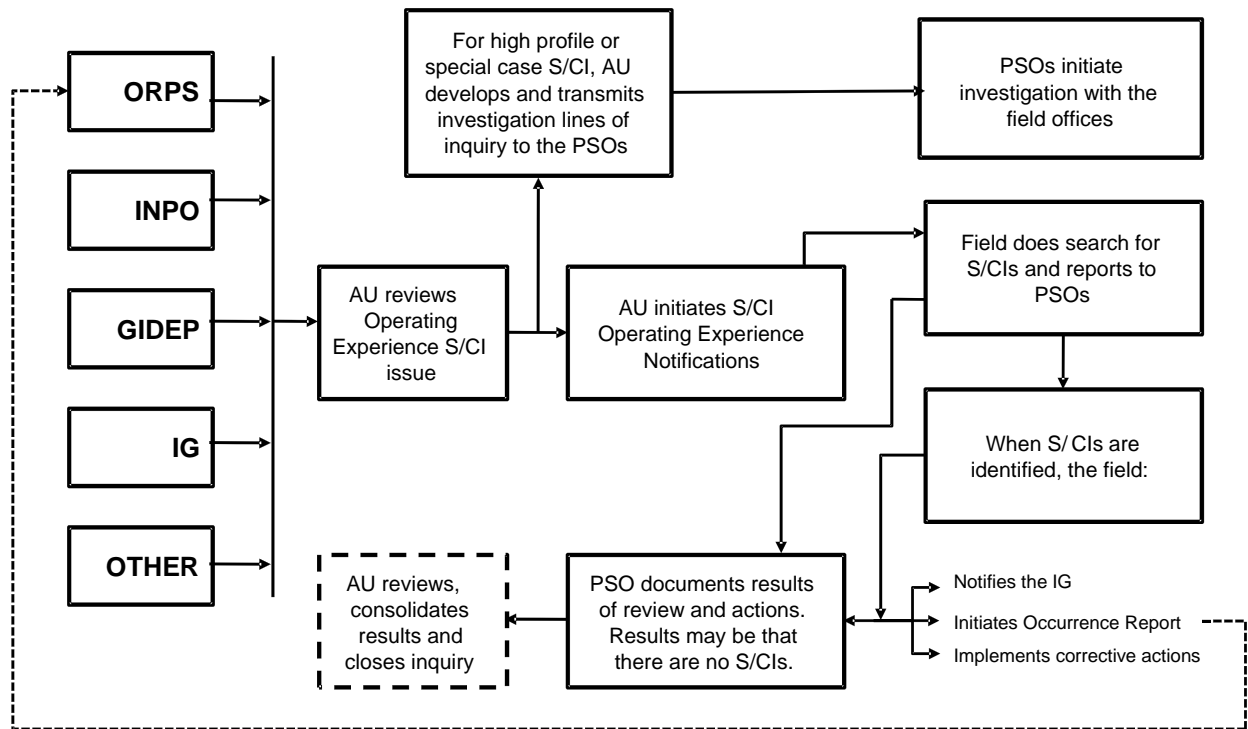 ORPS
INPO
GIDEP
IG
OTHER
For high profile or
special case S/CI, AU
develops and transmits
investigation lines of
inquiry to the PSOs
PSOs initiate
investigation with the
field offices
AU reviews
Operating
Experience S/CI
issue
AU initiates S/CI
Operating Experience
Notifications
Field does search for
S/CIs and reports to
PSOs
When S/ CIs are
identified, the field:
Notifies the IG
Initiates Occurrence Report
Implements corrective actions
PSO documents results
of review and actions.
Results may be that
there are no S/CIs.
AU reviews,
consolidates
results and
closes inquiry